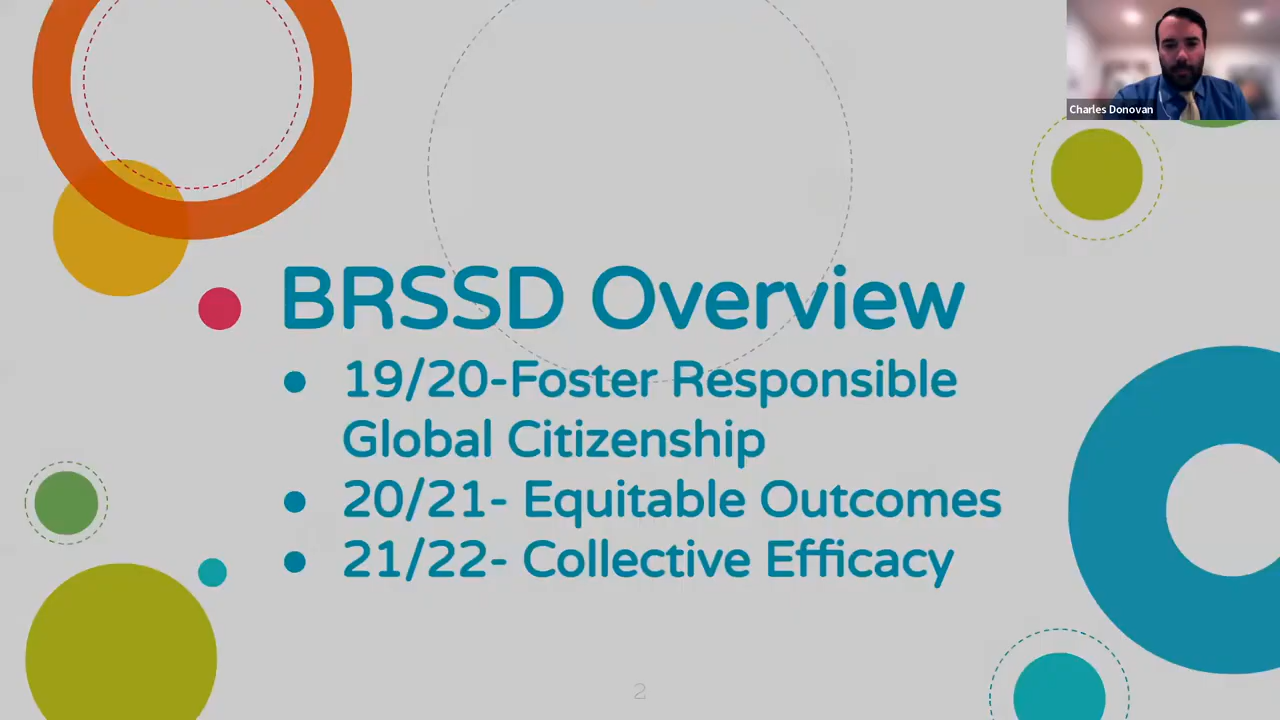 Charles Donovan
BRSSD Overview
● 19/20-Foster Responsible
Global Citizenship
● 20/21- Equitable Outcomes
● 21/22- Collective Efficacy
2